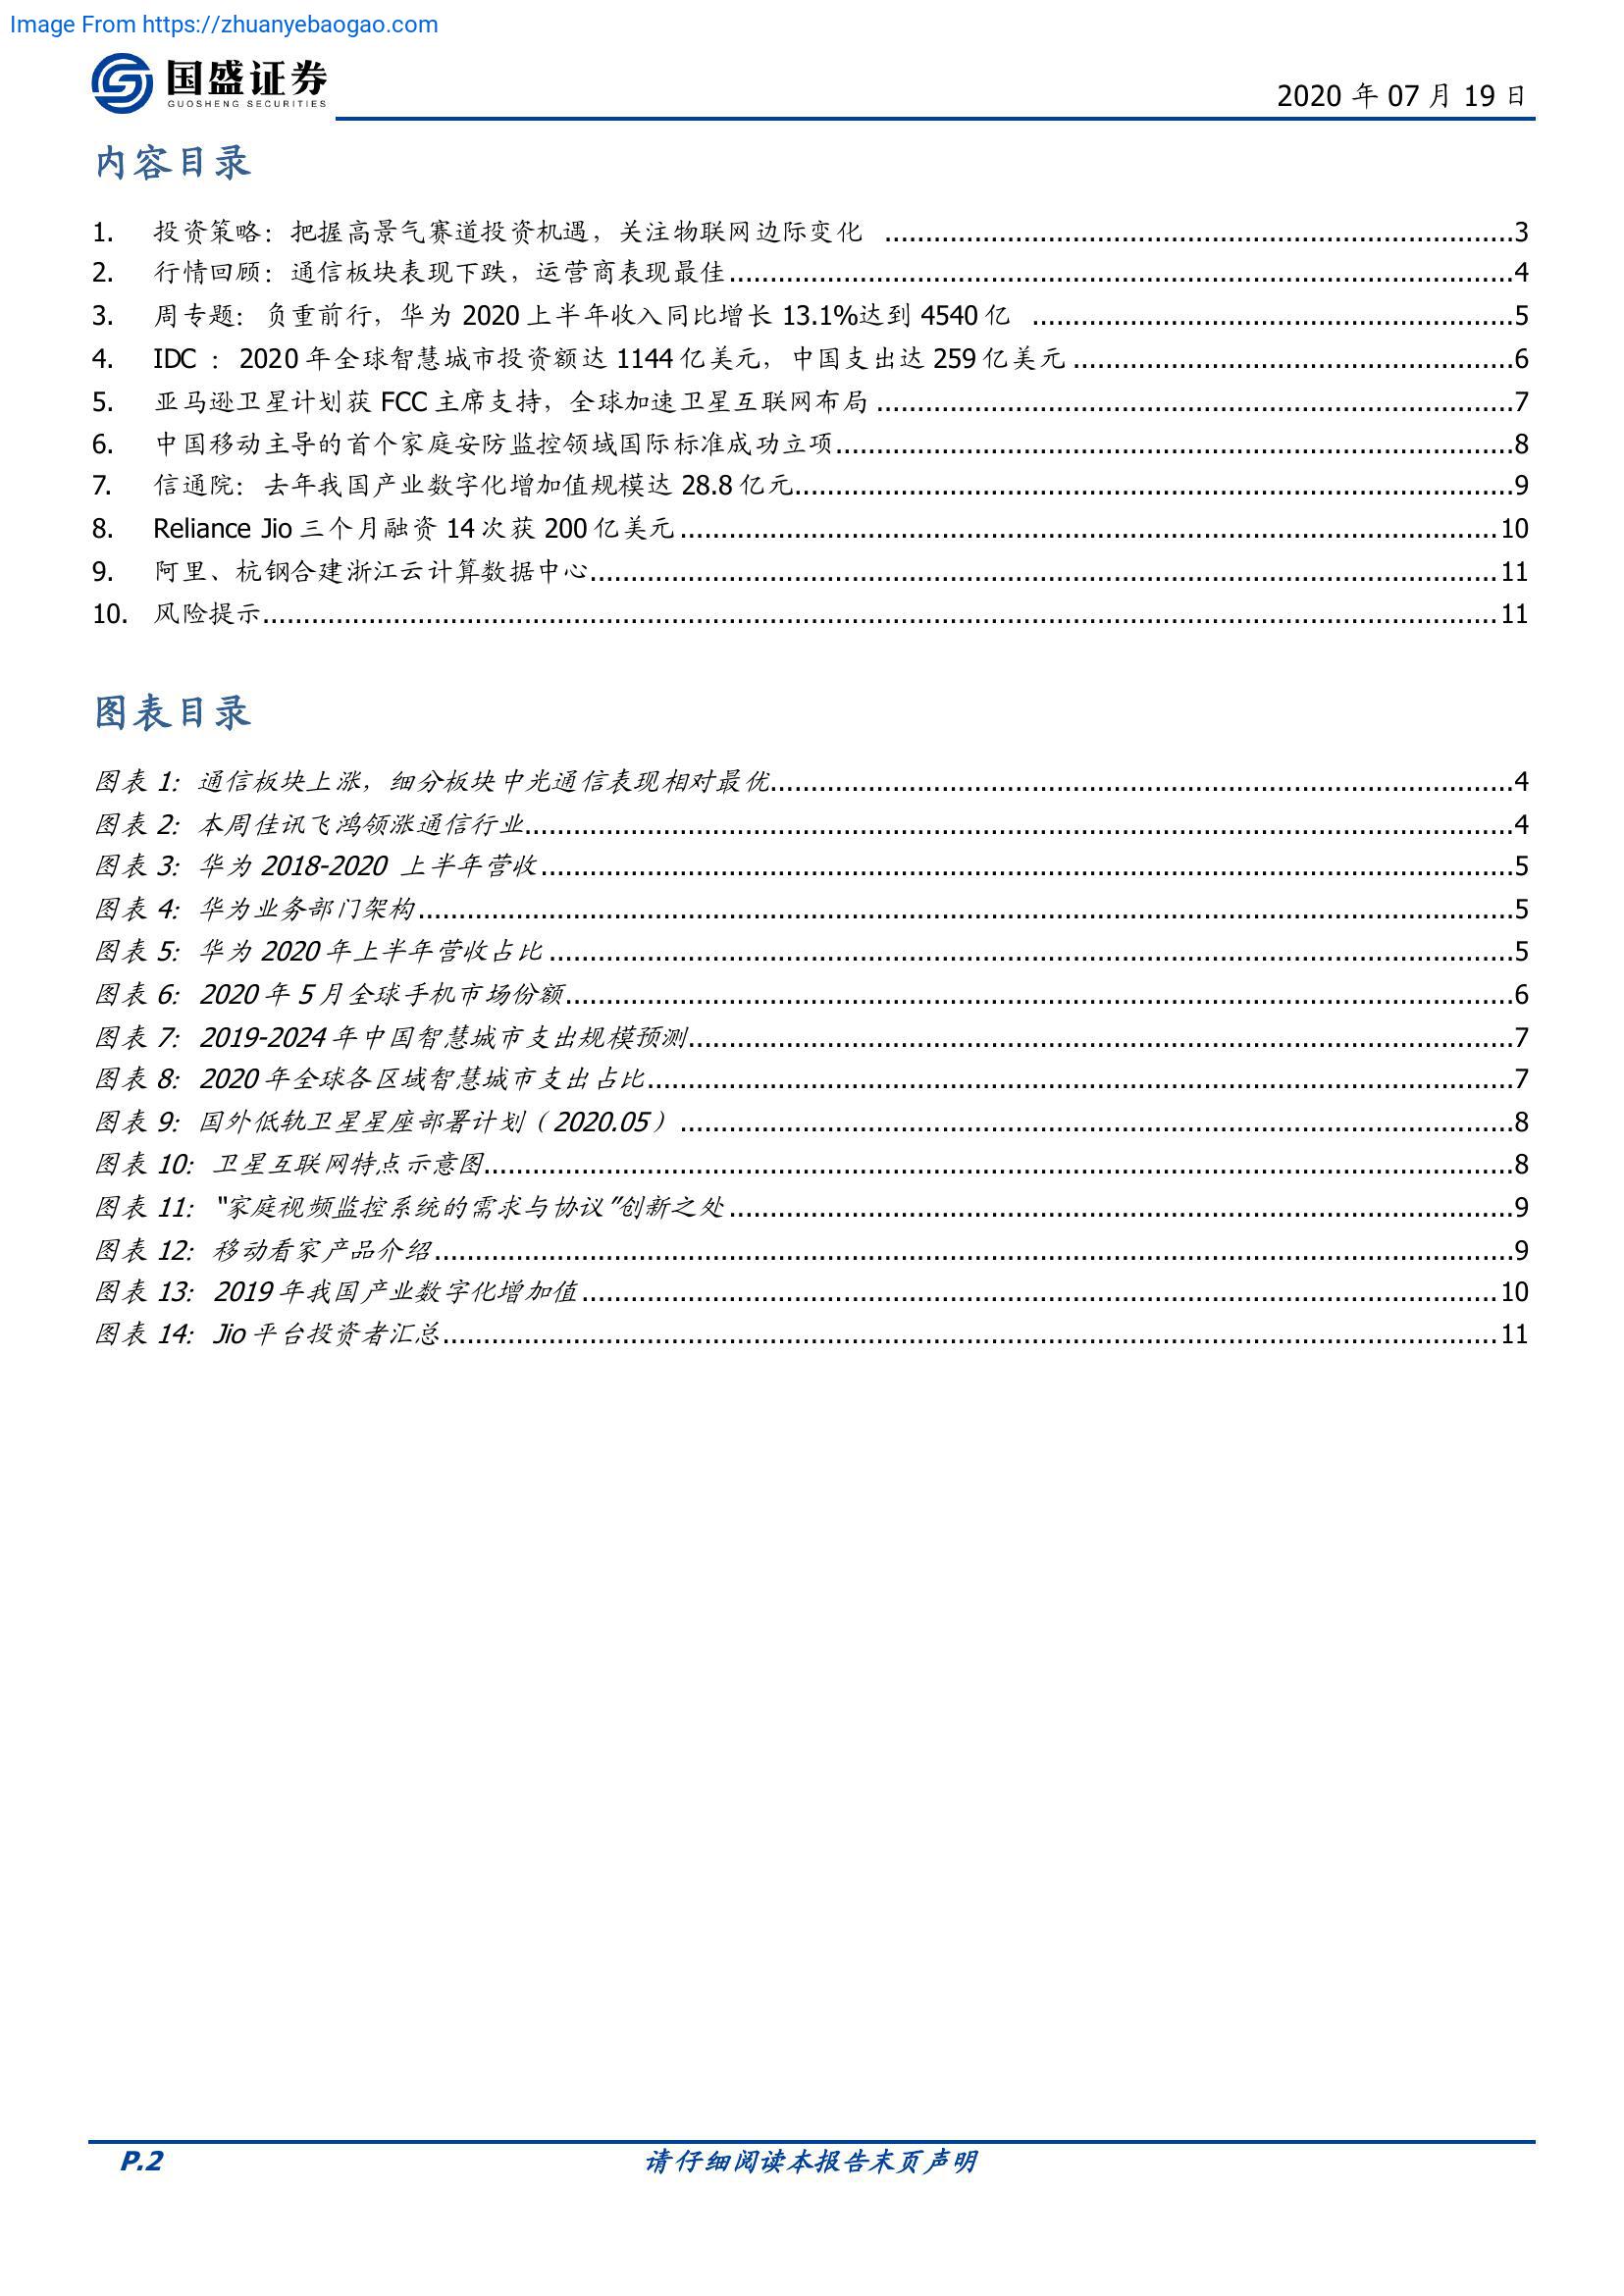 Image From https://zhuanyebaogao.com
国盛证券
GUOSHENG SECURITIES
2020 年 07 月 19 日
内容目录
1. 投资策略：把握高景气赛道投资机遇，关注物联网边际变化 ........................................3
2. 行情回顾：通信板块表现下跌，运营商表现最佳........................................4
3. 周专题：负重前行，华为 2020 上半年收入同比增长 13.1%达到 4540 亿 ........................................5
4. IDC ：2020 年全球智慧城市投资额达 1144 亿美元，中国支出达 259 亿美元........................................6
5. 亚马逊卫星计划获 FCC 主席支持，全球加速卫星互联网布局........................................7
6. 中国移动主导的首个家庭安防监控领域国际标准成功立项........................................8
7. 信通院：去年我国产业数字化增加值规模达 28.8 亿元........................................9
8. Reliance Jio 三个月融资 14 次获 200 亿美元........................................10
9. 阿里、杭钢合建浙江云计算数据中心........................................11
10. 风险提示........................................11
图表目录
图表 1：通信板块上涨，细分板块中光通信表现相对最优........................................4
图表 2：本周佳讯飞鸿领涨通信行业........................................4
图表 3：华为 2018-2020 上半年营收........................................5
图表 4：华为业务部门架构........................................5
图表 5：华为 2020 年上半年营收占比........................................5
图表 6：2020 年 5 月全球手机市场份额........................................6
图表 7：2019-2024 年中国智慧城市支出规模预测........................................7
图表 8：2020 年全球各区域智慧城市支出占比........................................7
图表 9：国外低轨卫星星座部署计划（2020.05）........................................8
图表 10：卫星互联网特点示意图........................................8
图表 11：“家庭视频监控系统的需求与协议”创新之处........................................9
图表 12：移动看家产品介绍........................................9
图表 13：2019 年我国产业数字化增加值........................................10
图表 14：Jio 平台投资者汇总........................................11
P.2
请仔细阅读本报告末页声明